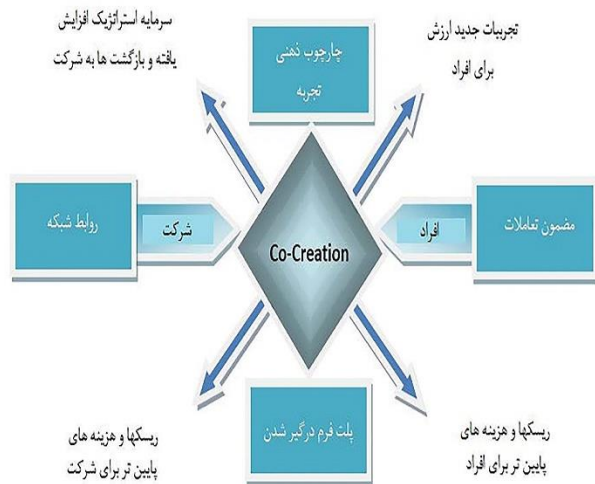 تجربیات جدید ارزش
برای افراد
چارچوب ذهنی
تجربه
سرمایه استراتژیک افزایش
یافته و بازگشت ها به شرکت
مضمون تعاملات
افراد
Co-Creation
شرکت
روابط شبکه
ریسکها و هزینه های
پایین تر برای افراد
پلت فرم درگیر شدن
ریسکها و هزینه های
پایین تر برای شرکت